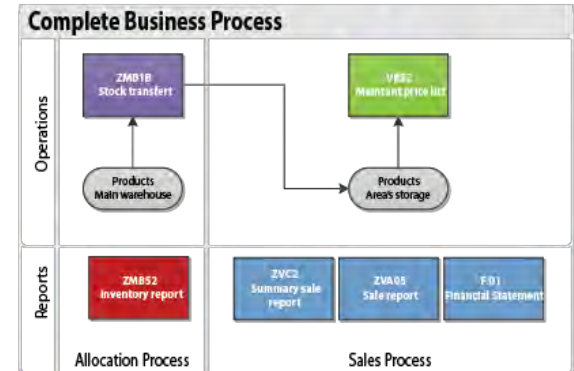 Complete Business Process
Operations
ZMB1B
Stock transfert
VK32
Maintant price list
Products
Main warehouse
Products
Area's storage
Reports
ZMB52
Inventory report
ZVC2
Summary sale
report
ZVA05
Sale report
F.01
Financial Statement
Allocation Process
Sales Process